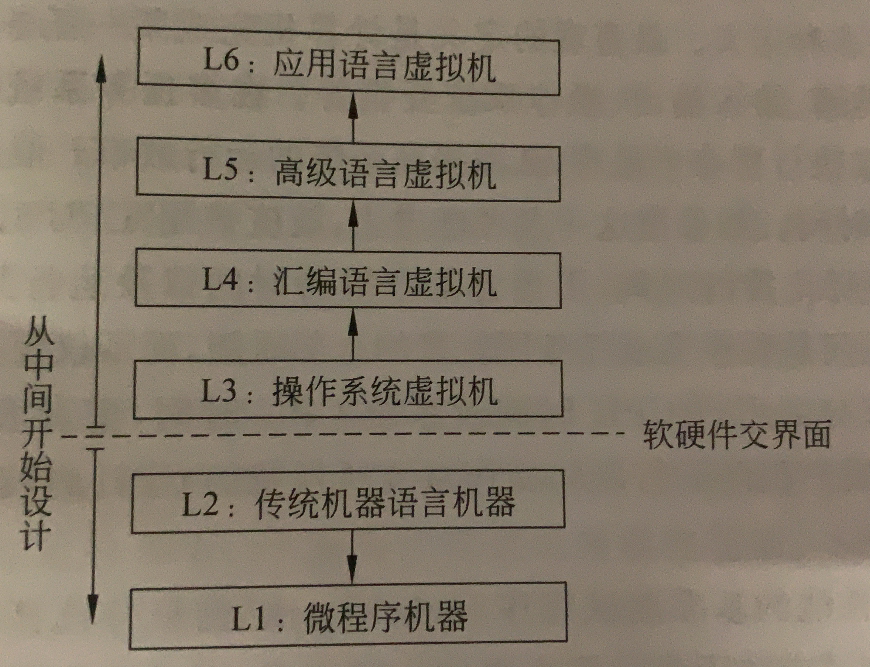 L6：应用语言虚拟机
L5：高级语言虚拟机
L4：汇编语言虚拟机
L3：操作系统虚拟机
从中间开始设计
软硬件交界面
L2：传统机器语言机器
L1：微程序机器